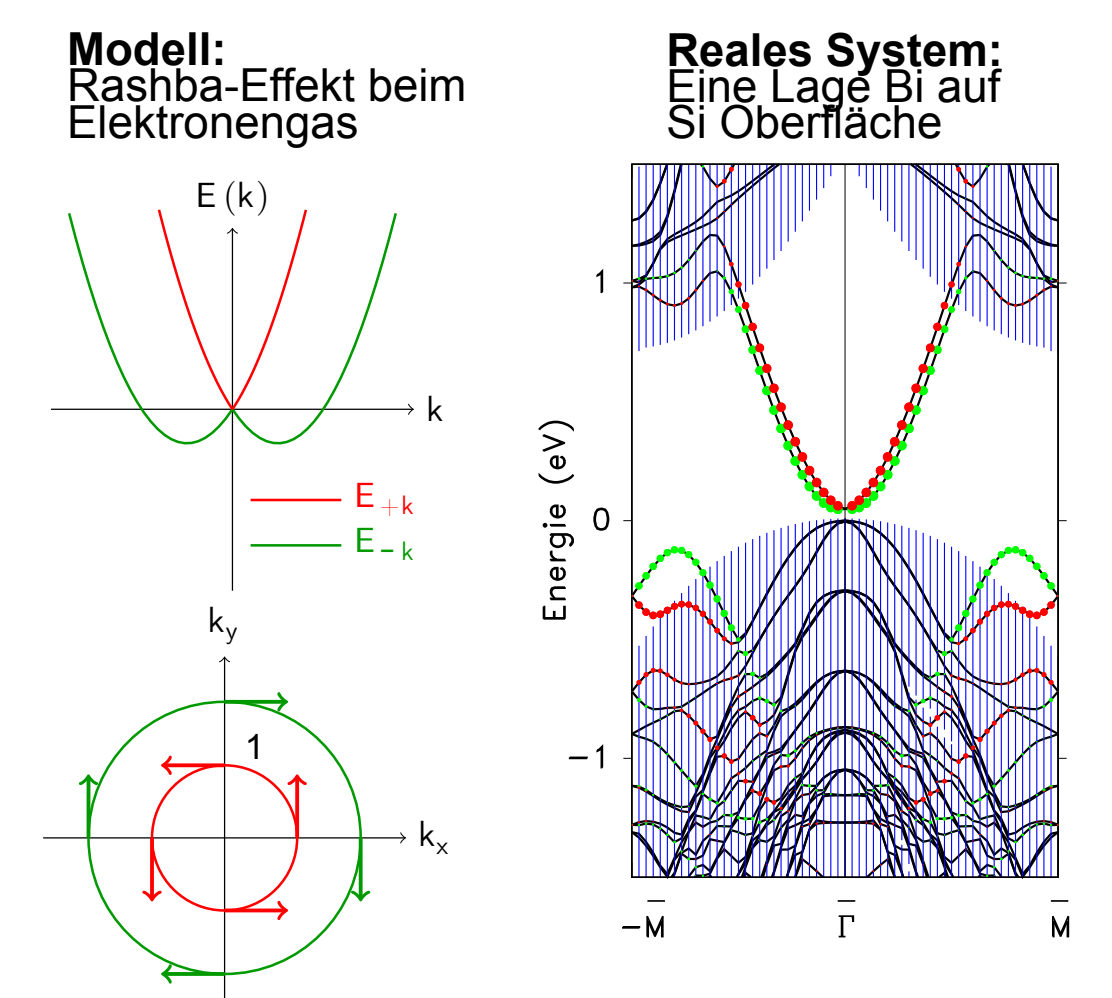 Modell:
Rashba-Effekt beim
Elektronengas
E (k)
k
E+k
E−k
ky
1
kx
Reales System:
Eine Lage Bi auf
Si Oberfläche
Energie (eV)
1
0
−1
−M̅
Γ̅
M̅